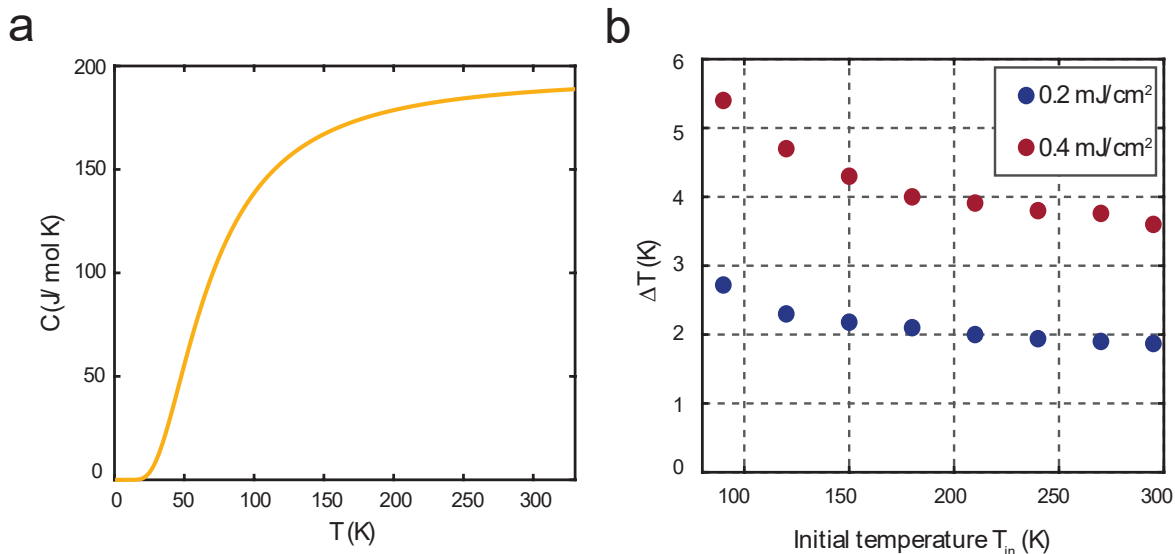 a
200
150
100
50
0
C (J/ mol K)
0 50 100 150 200 250 300
T (K)
b
6
5
4
3
2
1
0
ΔT (K)
0.2 mJ/cm²
0.4 mJ/cm²
100 150 200 250 300
Initial temperature T_in (K)